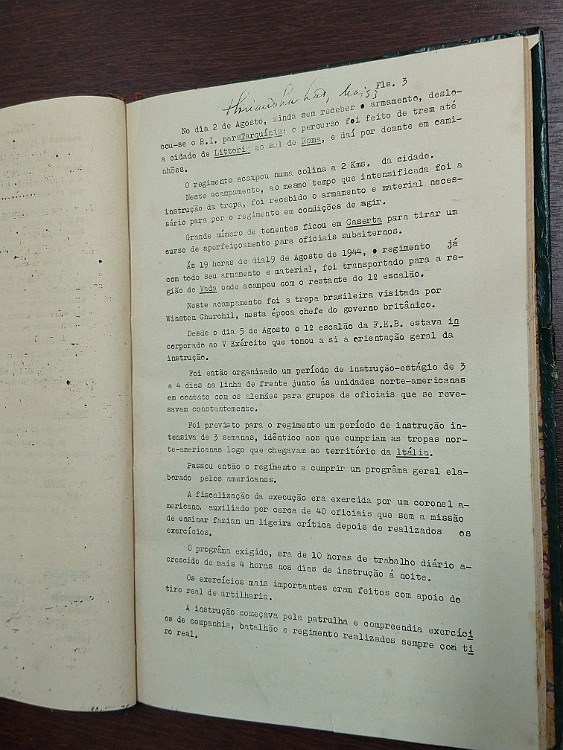 Fls. 3
No dia 2 de Agosto, ainda sem receber o armamento, deslo-
cou-se o R.I. para Tarquínia; o percurso foi feito de trem até
a cidade de Littoria ao sul de Roma, e daí por deante em cami-
nhões.
O regimento acampou numa colina a 2 Kms. da cidade.
Neste acampamento, ao mesmo tempo que intensificada foi a
instrução da tropa, foi recebido o armamento e material neces-
sário para por o regimento em condições de agir.
Grande número de tenentes ficou em Caserta para tirar um
curso de aperfeiçoamento para oficiais subalternos.
Ás 19 horas de dia19 de Agosto de 1944, o regimento já
com todo seu armamento e material, foi transportado para a re-
gião de Vada onde acampou com o restante do 1º escalão.
Neste acampamento foi a tropa brasileira visitada por
Winston Churchil, nesta época chefe do governo britânico.
Desde o dia 5 de Agosto o 1º escalão da F.E.B. estava in
corporado ao V Exército que tomou a si a orientação geral da
instrução.
Foi então organizado um período de instrução-estágio de 3
a 4 dias na linha de frente junto ás unidades norte-americanas
em contato com os alemães para grupos de oficiais que se reve-
savam constantemente.
Foi previsto para o regimento um período de instrução in-
tensiva de 3 semanas, idêntico aos que cumpriam as tropas nor-
te-americanas logo que chegavam ao território da Itália.
Passou então o regimento a cumprir un progrâma geral ela-
borado pelos americanos.
A fiscalização da execução era exercida por um coronel a-
mericano, auxiliado por cerca de 40 oficiais que sem a missão
de ensinar faziam um ligeira crítica depois de realizados os
exercícios.
O progrâma exigido, era de 10 horas de trabalho diário a-
crescido de mais 4 horas nos dias de instrução á noite.
Os exercícios mais importantes eram feitos com apoio do
tiro real de artilharia.
A instrução começava pela patrulha e compreendia exercíci
os de companhia, batalhão e regimento realizados sempre com ti
ro real.